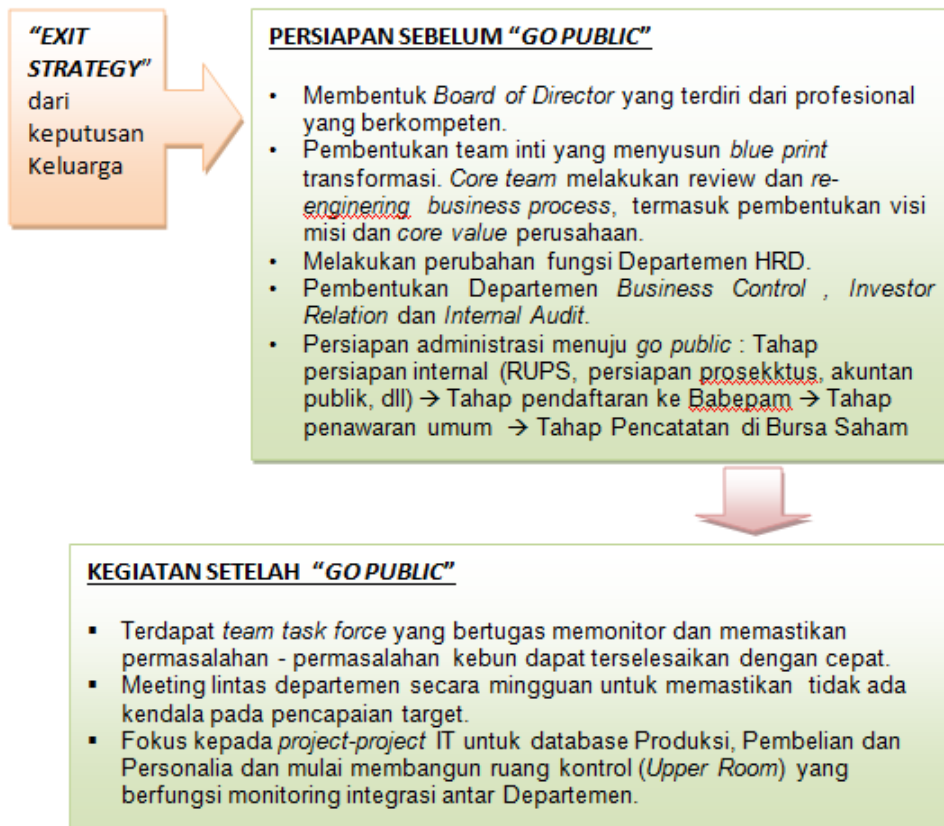 "EXIT
STRATEGY"
dari
keputusan
Keluarga
PERSIAPAN SEBELUM "GO PUBLIC"
• Membentuk Board of Director yang terdiri dari profesional
yang berkompeten.
• Pembentukan team inti yang menyusun blue print
transformasi. Core team melakukan review dan re-
enginering business process, termasuk pembentukan visi
misi dan core value perusahaan.
• Melakukan perubahan fungsi Departemen HRD.
• Pembentukan Departemen Business Control , Investor
Relation dan Internal Audit.
• Persiapan administrasi menuju go public : Tahap
persiapan internal (RUPS, persiapan prosekktus, akuntan
publik, dll) → Tahap pendaftaran ke Babepam → Tahap
penawaran umum → Tahap Pencatatan di Bursa Saham
KEGIATAN SETELAH "GO PUBLIC"
▪ Terdapat team task force yang bertugas memonitor dan memastikan
permasalahan - permasalahan kebun dapat terselesaikan dengan cepat.
▪ Meeting lintas departemen secara mingguan untuk memastikan tidak ada
kendala pada pencapaian target.
▪ Fokus kepada project-project IT untuk database Produksi, Pembelian dan
Personalia dan mulai membangun ruang kontrol (Upper Room) yang
berfungsi monitoring integrasi antar Departemen.